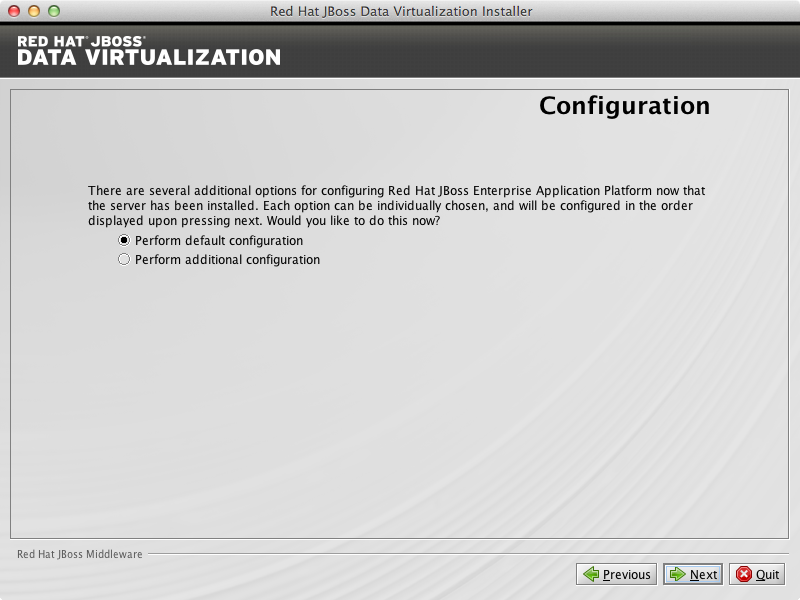 Red Hat JBoss Data Virtualization Installer
RED HAT® JBOSS®
DATA VIRTUALIZATION
Configuration
There are several additional options for configuring Red Hat JBoss Enterprise Application Platform now that
the server has been installed. Each option can be individually chosen, and will be configured in the order
displayed upon pressing next. Would you like to do this now?
Perform default configuration
Perform additional configuration
Red Hat JBoss Middleware
Previous
Next
Quit